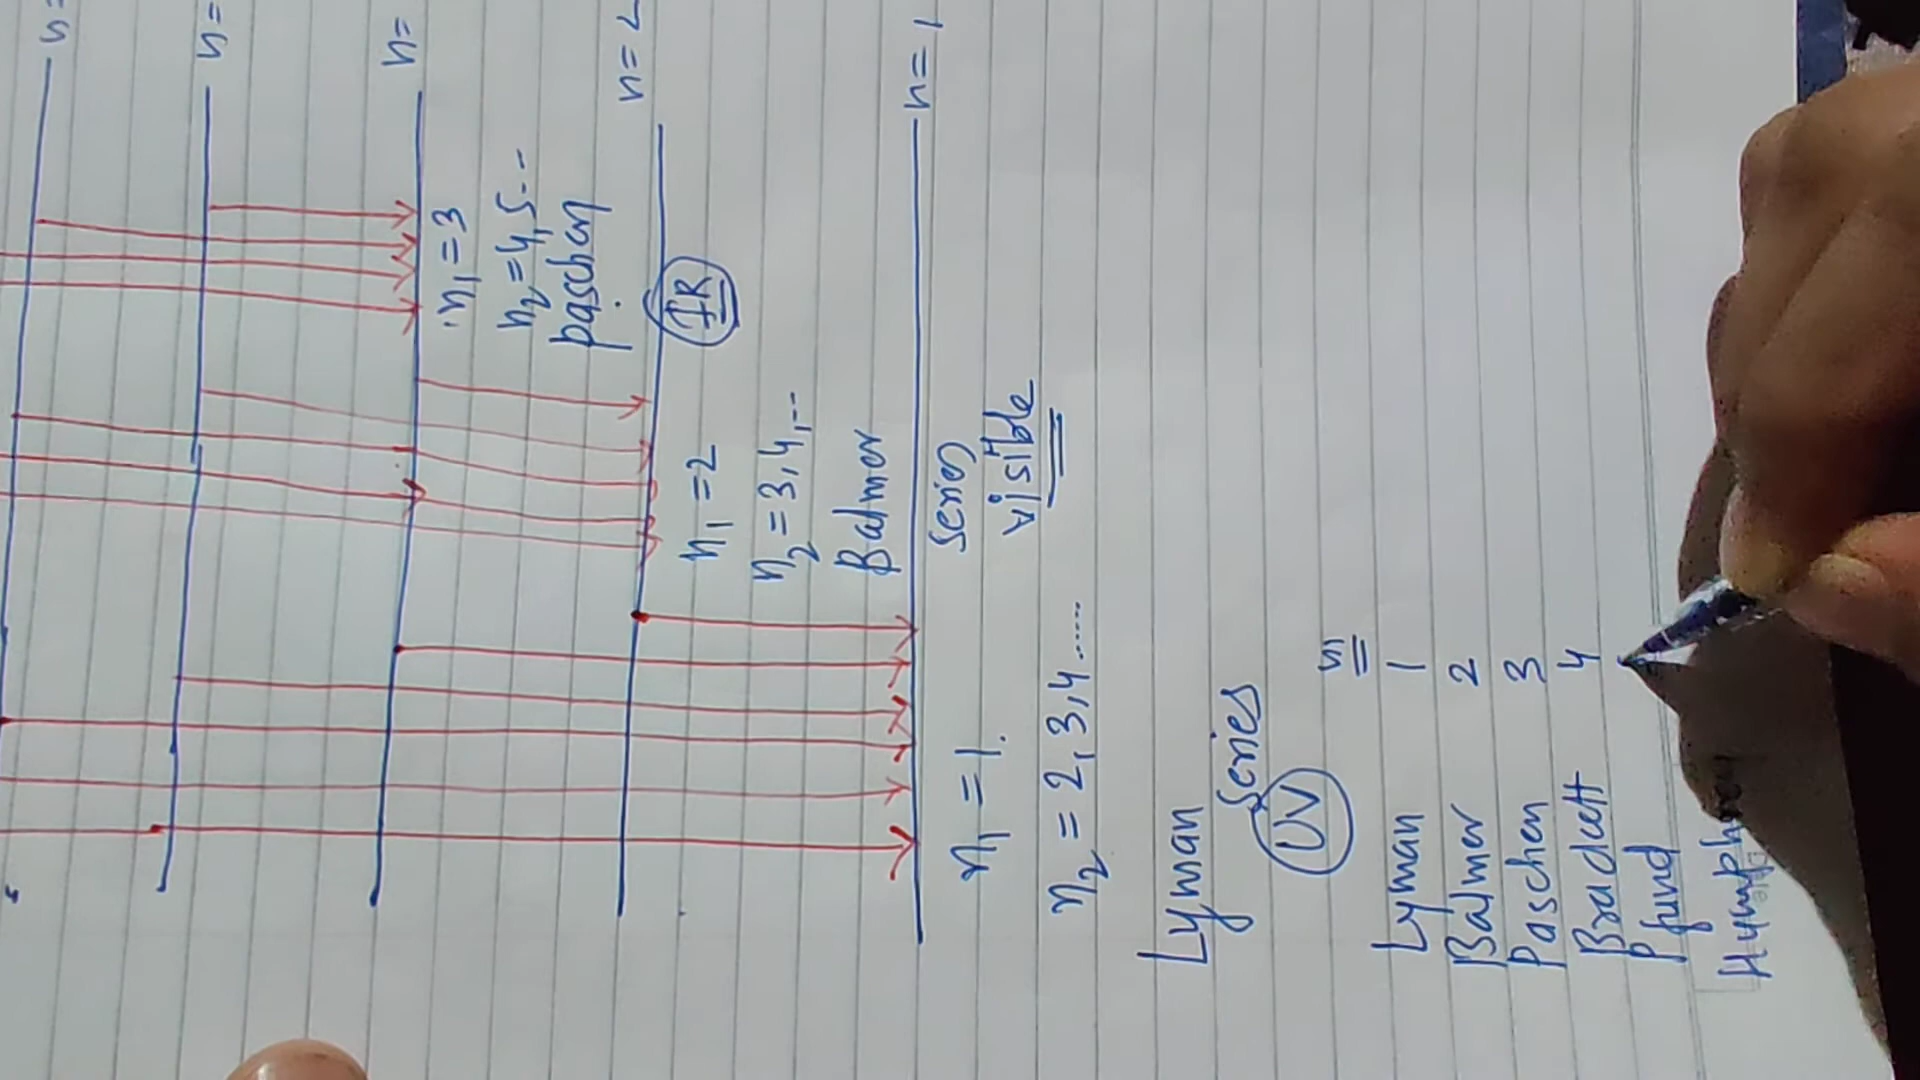 n=
n=
n=
n=2
n=1
n₁=3
n₂=4,5...
paschen
IR
n₁=2
n₂=3,4,...
Balmer
series
visible
n₁=1.
n₂=2,3,4......
Lyman
series
UV
n₁
Lyman 1
Balmer 2
Paschen 3
Brackett 4
Pfund